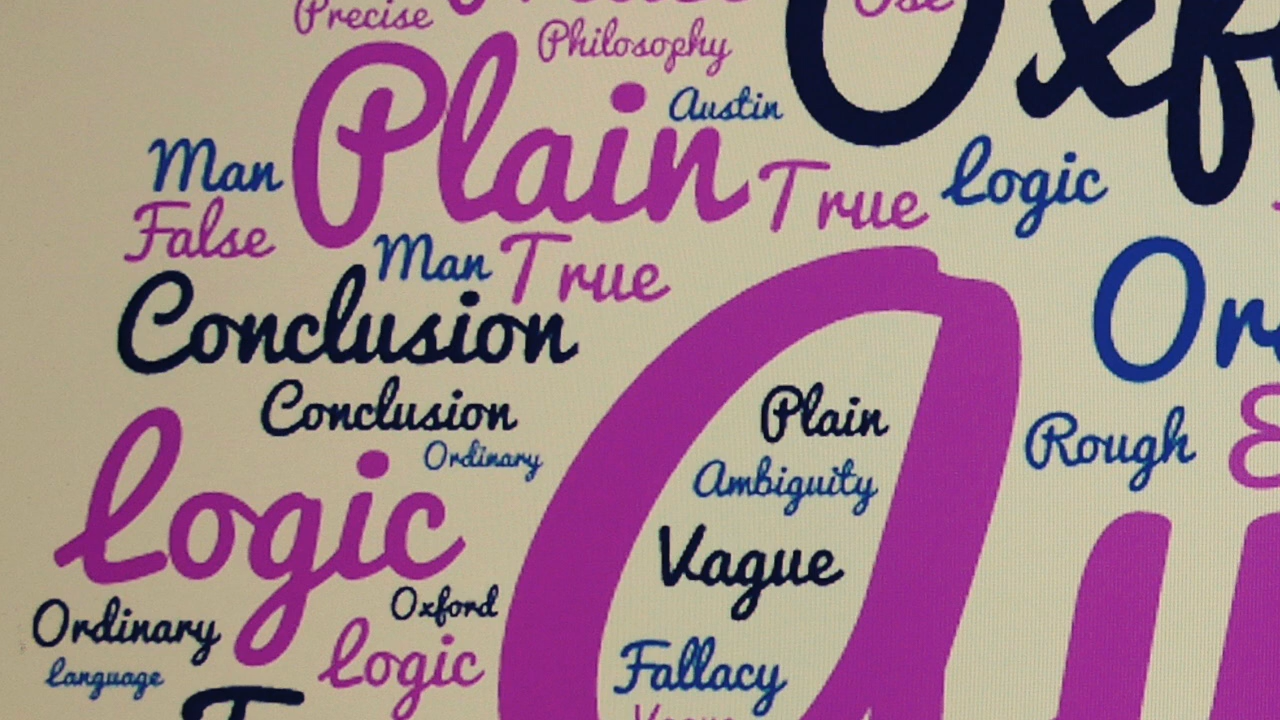 Precise
Use
Philosophy
Plain
Austin
Man
True
Logic
False
Man
True
Conclusion
Conclusion
Plain
Rough
Ordinary
Ambiguity
Logic
Vague
Oxford
Ordinary
Logic
Fallacy
Language